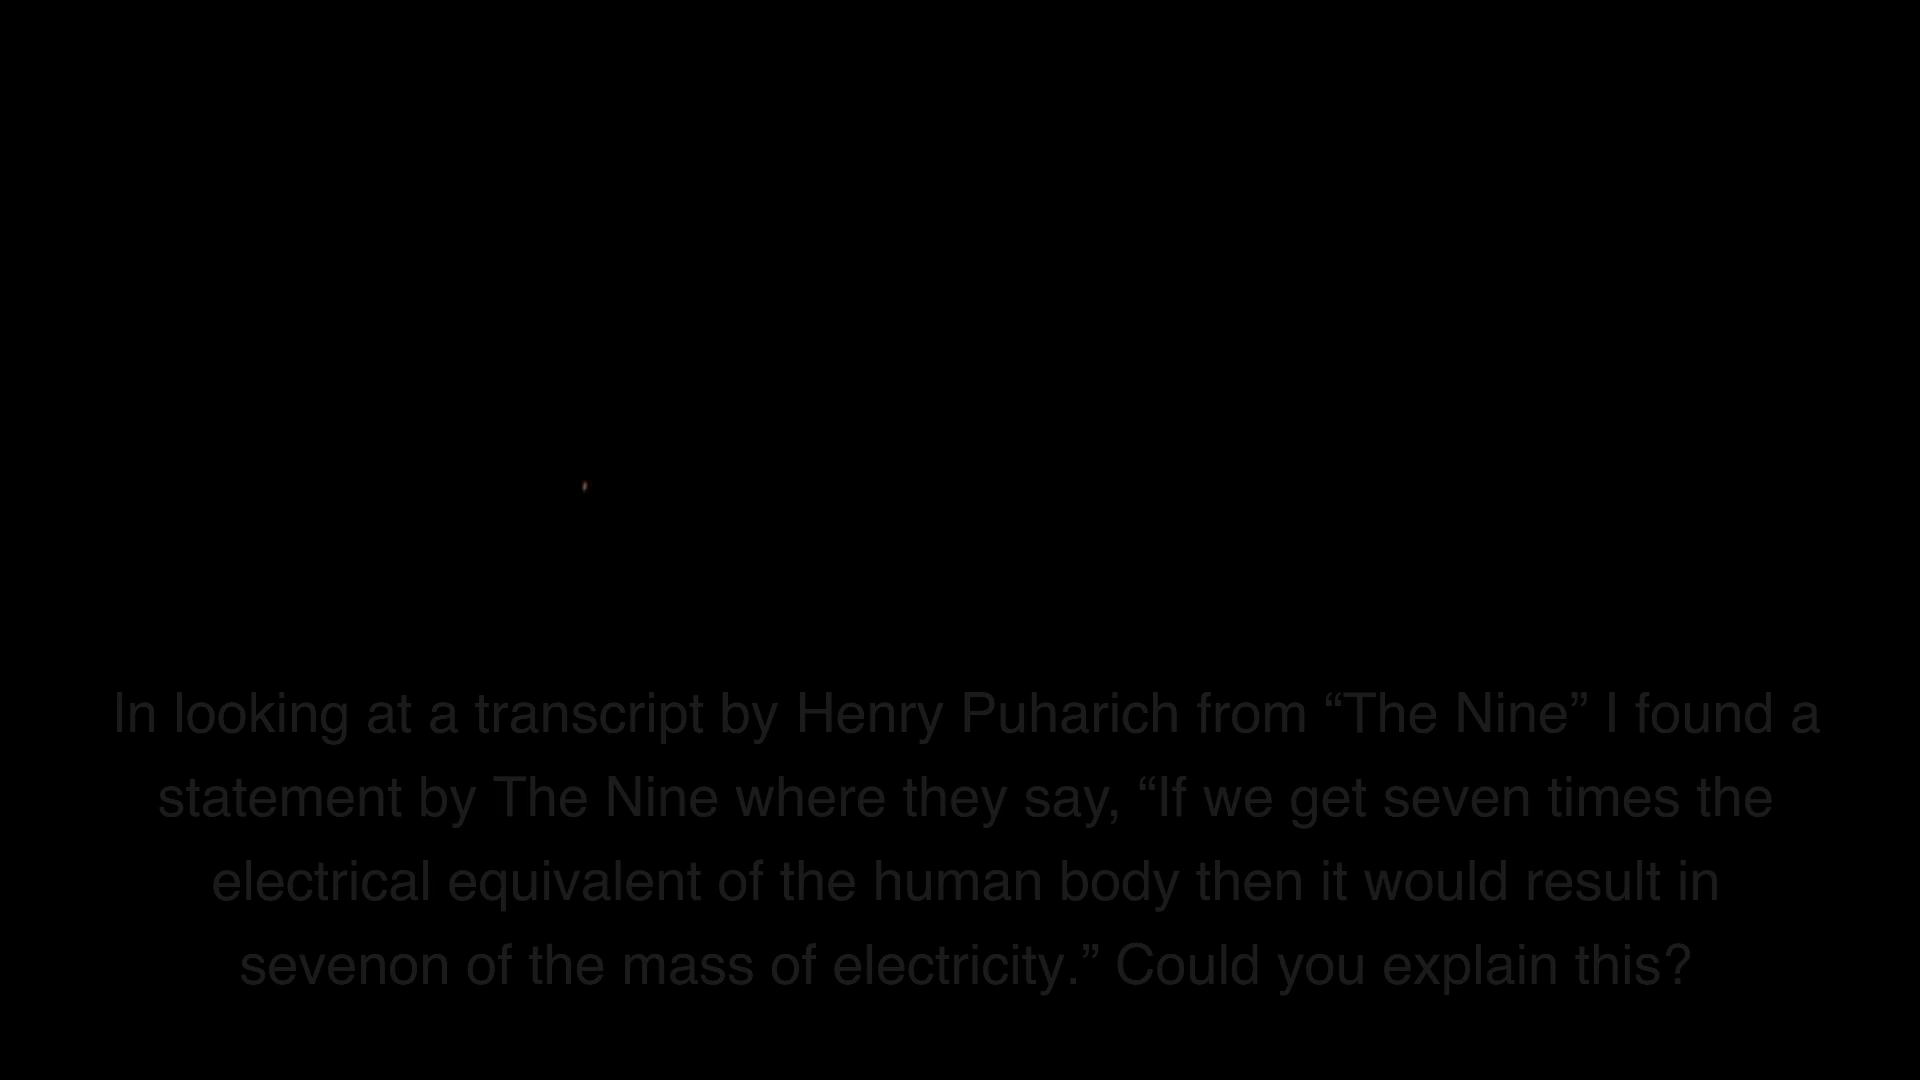 In looking at a transcript by Henry Puharich from “The Nine” I found a
statement by The Nine where they say, “If we get seven times the
electrical equivalent of the human body then it would result in
sevenon of the mass of electricity.” Could you explain this?